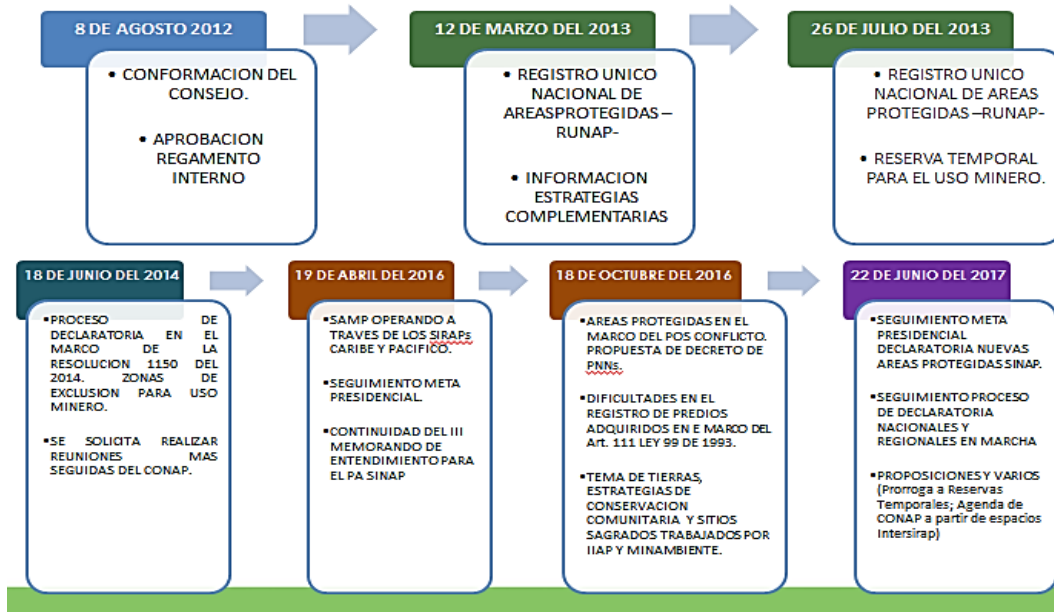 8 DE AGOSTO 2012
• CONFORMACION DEL
CONSEJO.
• APROBACION
REGAMENTO
INTERNO
12 DE MARZO DEL 2013
• REGISTRO UNICO
NACIONAL DE
AREASPROTEGIDAS –
RUNAP-
• INFORMACION
ESTRATEGIAS
COMPLEMENTARIAS
26 DE JULIO DEL 2013
• REGISTRO UNICO
NACIONAL DE AREAS
PROTEGIDAS –RUNAP-
• RESERVA TEMPORAL
PARA EL USO MINERO.
18 DE JUNIO DEL 2014
▪PROCESO DE
DECLARATORIA EN EL
MARCO DE LA
RESOLUCION 1150 DEL
2014. ZONAS DE
EXCLUSION PARA USO
MINERO.
▪SE SOLICITA REALIZAR
REUNIONES MAS
SEGUIDAS DEL CONAP.
19 DE ABRIL DEL 2016
▪SAMP OPERANDO A
TRAVES DE LOS SIRAPs
CARIBE Y PACIFICO.
▪SEGUIMIENTO META
PRESIDENCIAL.
▪CONTINUIDAD DEL III
MEMORANDO DE
ENTENDIMIENTO PARA
EL PA SINAP
18 DE OCTUBRE DEL 2016
▪AREAS PROTEGIDAS EN EL
MARCO DEL POS CONFLICTO.
PROPUESTA DE DECRETO DE
PNNs.
▪DIFICULTADES EN EL
REGISTRO DE PREDIOS
ADQUIRIDOS EN E MARCO DEL
Art. 111 LEY 99 DE 1993.
▪TEMA DE TIERRAS,
ESTRATEGIAS DE
CONSERVACION
COMUNITARIA Y SITIOS
SAGRADOS TRABAJADOS POR
IIAP Y MINAMBIENTE.
22 DE JUNIO DEL 2017
▪SEGUIMIENTO META
PRESIDENCIAL
DECLARATORIA NUEVAS
AREAS PROTEGIDAS SINAP.
▪SEGUIMIENTO PROCESO
DE DECLARATORIA
NACIONALES Y
REGIONALES EN MARCHA
▪PROPOSICIONES Y VARIOS
(Prorroga a Reservas
Temporales; Agenda de
CONAP a partir de espacios
Intersirap)